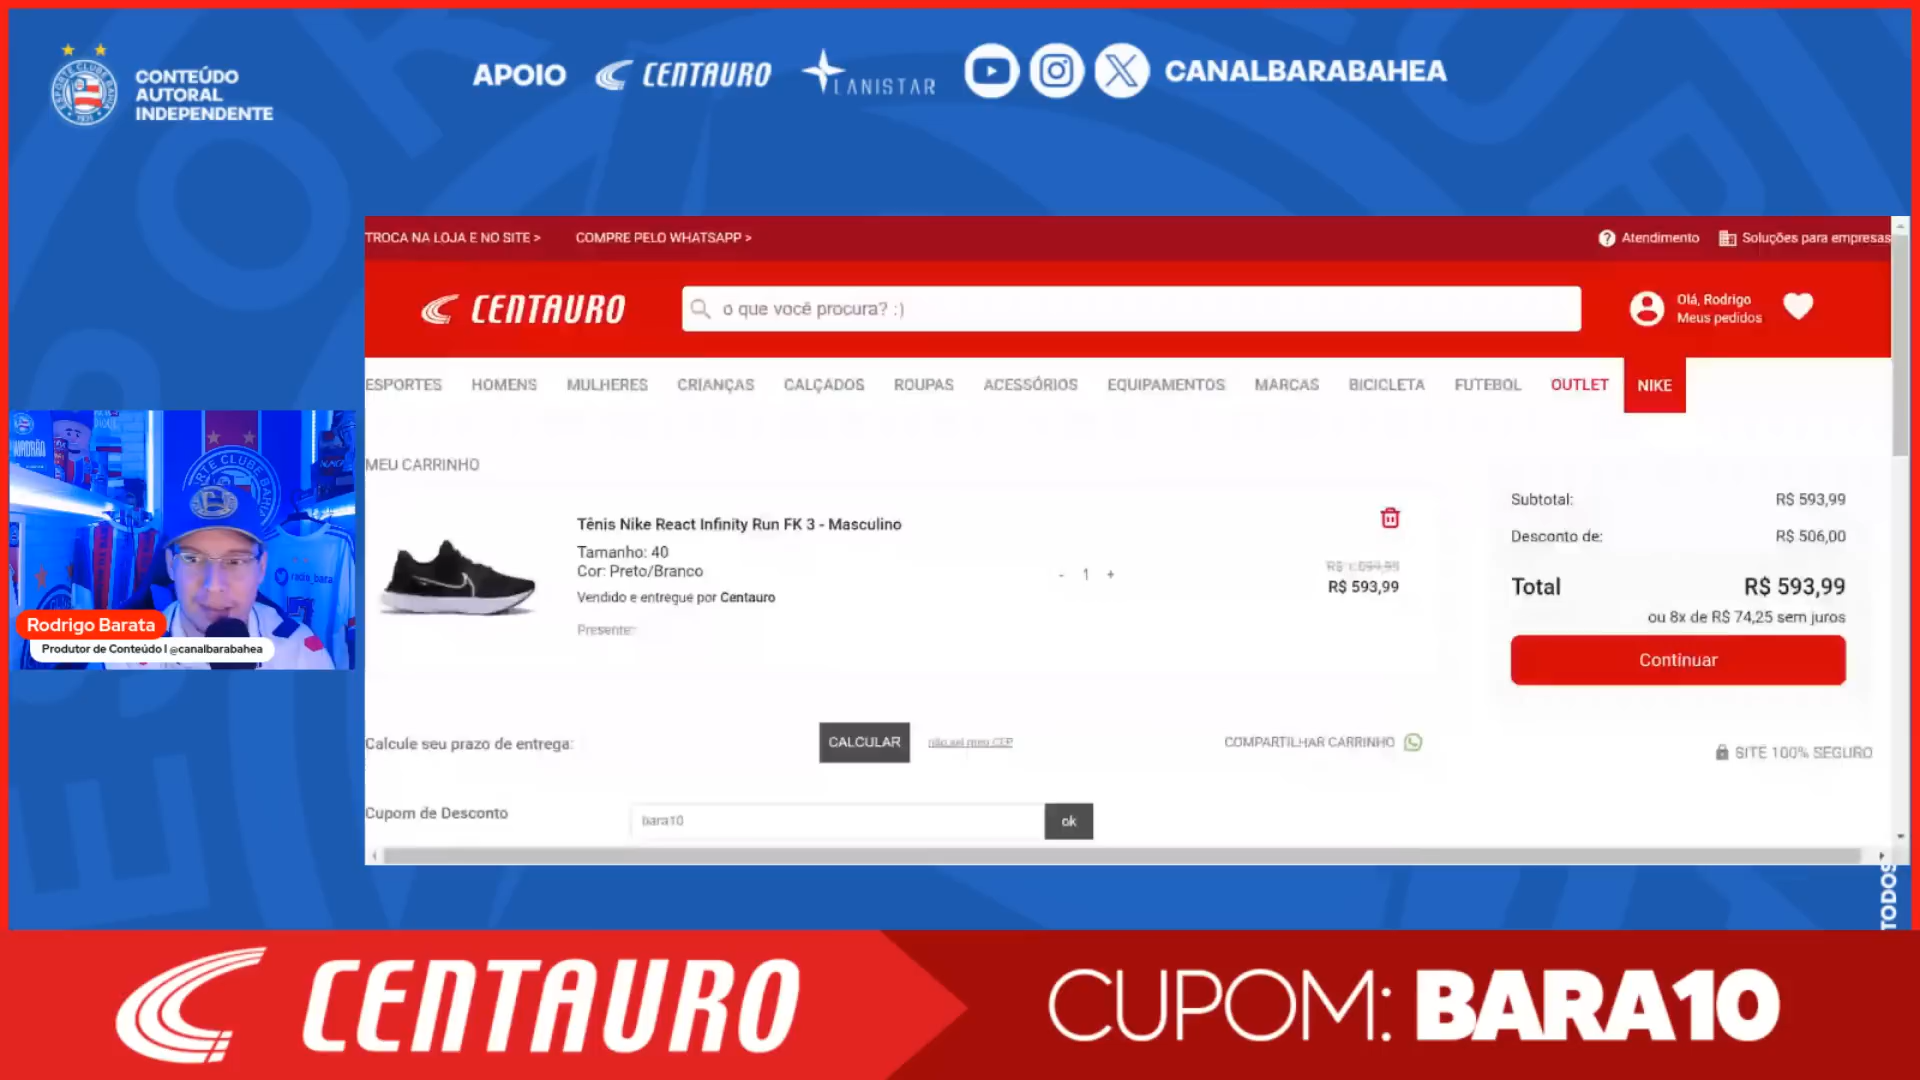 CONTEÚDO
AUTORAL
INDEPENDENTE
APOIO
CENTAURO
LANISTAR
CANALBARABAHEA
TROCA NA LOJA E NO SITE >
COMPRE PELO WHATSAPP >
Atendimento
Soluções para empresas
CENTAURO
o que você procura? :)
Olá, Rodrigo
Meus pedidos
ESPORTES HOMENS MULHERES CRIANÇAS CALÇADOS ROUPAS ACESSÓRIOS EQUIPAMENTOS MARCAS BICICLETA FUTEBOL OUTLET NIKE
MEU CARRINHO
Tênis Nike React Infinity Run FK 3 - Masculino
Tamanho: 40
Cor: Preto/Branco
Vendido e entregue por Centauro
Presente:
- 1 +
R$ 593,99
Subtotal: R$ 593,99
Desconto de: R$ 506,00
Total R$ 593,99
ou 8x de R$ 74,25 sem juros
Continuar
Calcule seu prazo de entrega:
CALCULAR
não sei meu CEP
COMPARTILHAR CARRINHO
SITE 100% SEGURO
Cupom de Desconto
bara10
ok
Rodrigo Barata
Produtor de Conteúdo | @canalbarabahea
TODOS
CENTAURO
CUPOM: BARA10